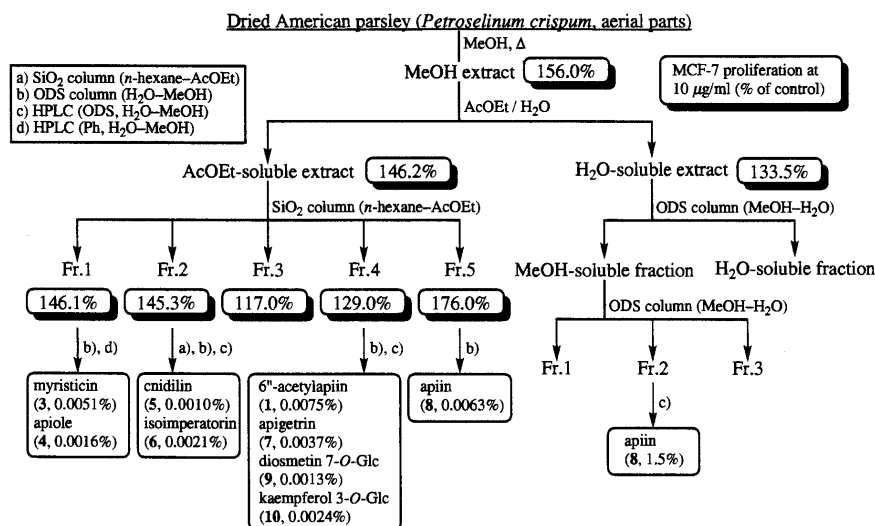 Dried American parsley (Petroselinum crispum, aerial parts)
MeOH, Δ
a) SiO2 column (n-hexane–AcOEt)
b) ODS column (H2O–MeOH)
c) HPLC (ODS, H2O–MeOH)
d) HPLC (Ph, H2O–MeOH)
MeOH extract 156.0%
MCF-7 proliferation at
10 μg/ml (% of control)
AcOEt / H2O
AcOEt-soluble extract 146.2%
H2O-soluble extract 133.5%
SiO2 column (n-hexane–AcOEt)
ODS column (MeOH–H2O)
Fr.1 Fr.2 Fr.3 Fr.4 Fr.5
MeOH-soluble fraction H2O-soluble fraction
146.1% 145.3% 117.0% 129.0% 176.0%
ODS column (MeOH–H2O)
b), d) a), b), c) b), c) b)
Fr.1 Fr.2 Fr.3
myristicin
(3, 0.0051%)
apiole
(4, 0.0016%)
cnidilin
(5, 0.0010%)
isoimperatorin
(6, 0.0021%)
6"-acetylapiin
(1, 0.0075%)
apigetrin
(7, 0.0037%)
diosmetin 7-O-Glc
(9, 0.0013%)
kaempferol 3-O-Glc
(10, 0.0024%)
apiin
(8, 0.0063%)
c)
apiin
(8, 1.5%)